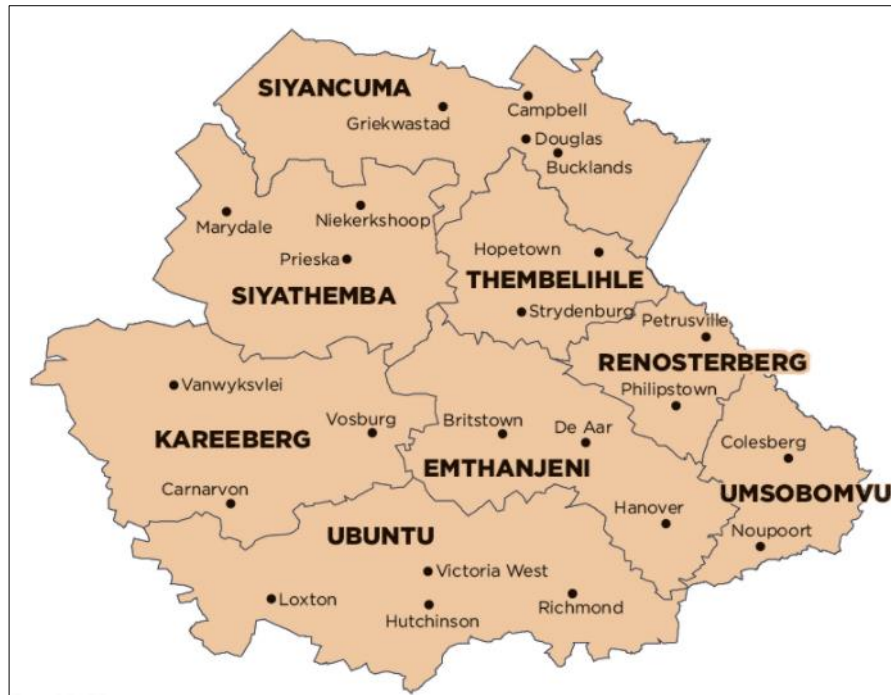 SIYANCUMA
Campbell
Griekwastad
Douglas
Bucklands
Marydale
Niekerkshoop
Hopetown
Prieska
THEMBELIHLE
SIYATHEMBA
Strydenburg
Petrusville
RENOSTERBERG
Vanwyksvlei
Philipstown
Vosburg
Britstown
De Aar
KAREEBERG
Colesberg
EMTHANJENI
Carnarvon
UMSOBOMVU
Hanover
UBUNTU
Noupoort
Victoria West
Loxton
Hutchinson
Richmond